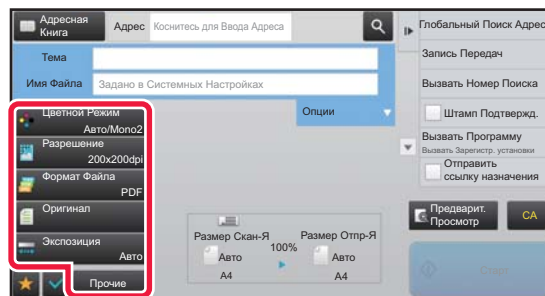 Адресная
Книга
Адрес
Коснитесь для Ввода Адреса
Тема
Имя Файла
Задано в Системных Настройках
Опции
Цветной Режим
Авто/Mono2
Разрешение
200x200dpi
Формат Файла
PDF
Оригинал
Экспозиция
Авто
Прочие
Размер Скан-Я
Авто
A4
100%
Размер Отпр-Я
Авто
A4
Глобальный Поиск Адрес
Запись Передач
Вызвать Номер Поиска
Штамп Подтвержд.
Вызвать Программу
Вызвать Зарегистр. установки
Отправить
ссылку назначения
Предварит.
Просмотр
CA
Старт